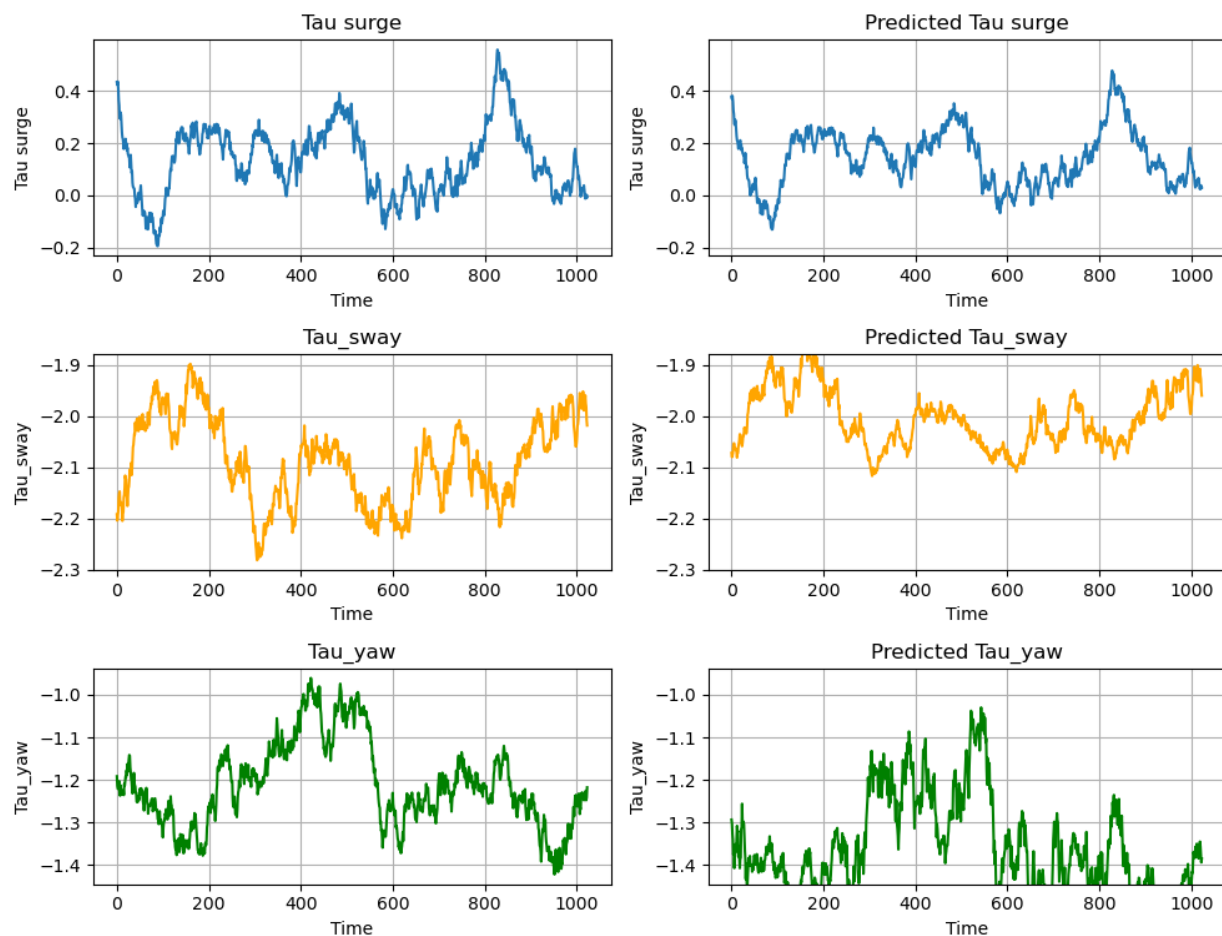 Tau surge
Predicted Tau surge
Tau surge
0.4
0.2
0.0
−0.2
0 200 400 600 800 1000
Time
Tau surge
0.4
0.2
0.0
−0.2
0 200 400 600 800 1000
Time
Tau_sway
Predicted Tau_sway
Tau_sway
−1.9
−2.0
−2.1
−2.2
−2.3
0 200 400 600 800 1000
Time
Tau_sway
−1.9
−2.0
−2.1
−2.2
−2.3
0 200 400 600 800 1000
Time
Tau_yaw
Predicted Tau_yaw
Tau_yaw
−1.0
−1.1
−1.2
−1.3
−1.4
0 200 400 600 800 1000
Time
Tau_yaw
−1.0
−1.1
−1.2
−1.3
−1.4
0 200 400 600 800 1000
Time